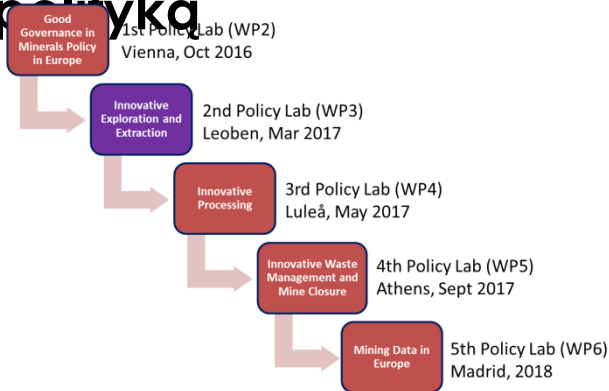 polityką
Good
Governance in
Minerals Policy
in Europe
1st Policy Lab (WP2)
Vienna, Oct 2016
Innovative
Exploration and
Extraction
2nd Policy Lab (WP3)
Leoben, Mar 2017
Innovative
Processing
3rd Policy Lab (WP4)
Luleå, May 2017
Innovative Waste
Management and
Mine Closure
4th Policy Lab (WP5)
Athens, Sept 2017
Mining Data in
Europe
5th Policy Lab (WP6)
Madrid, 2018